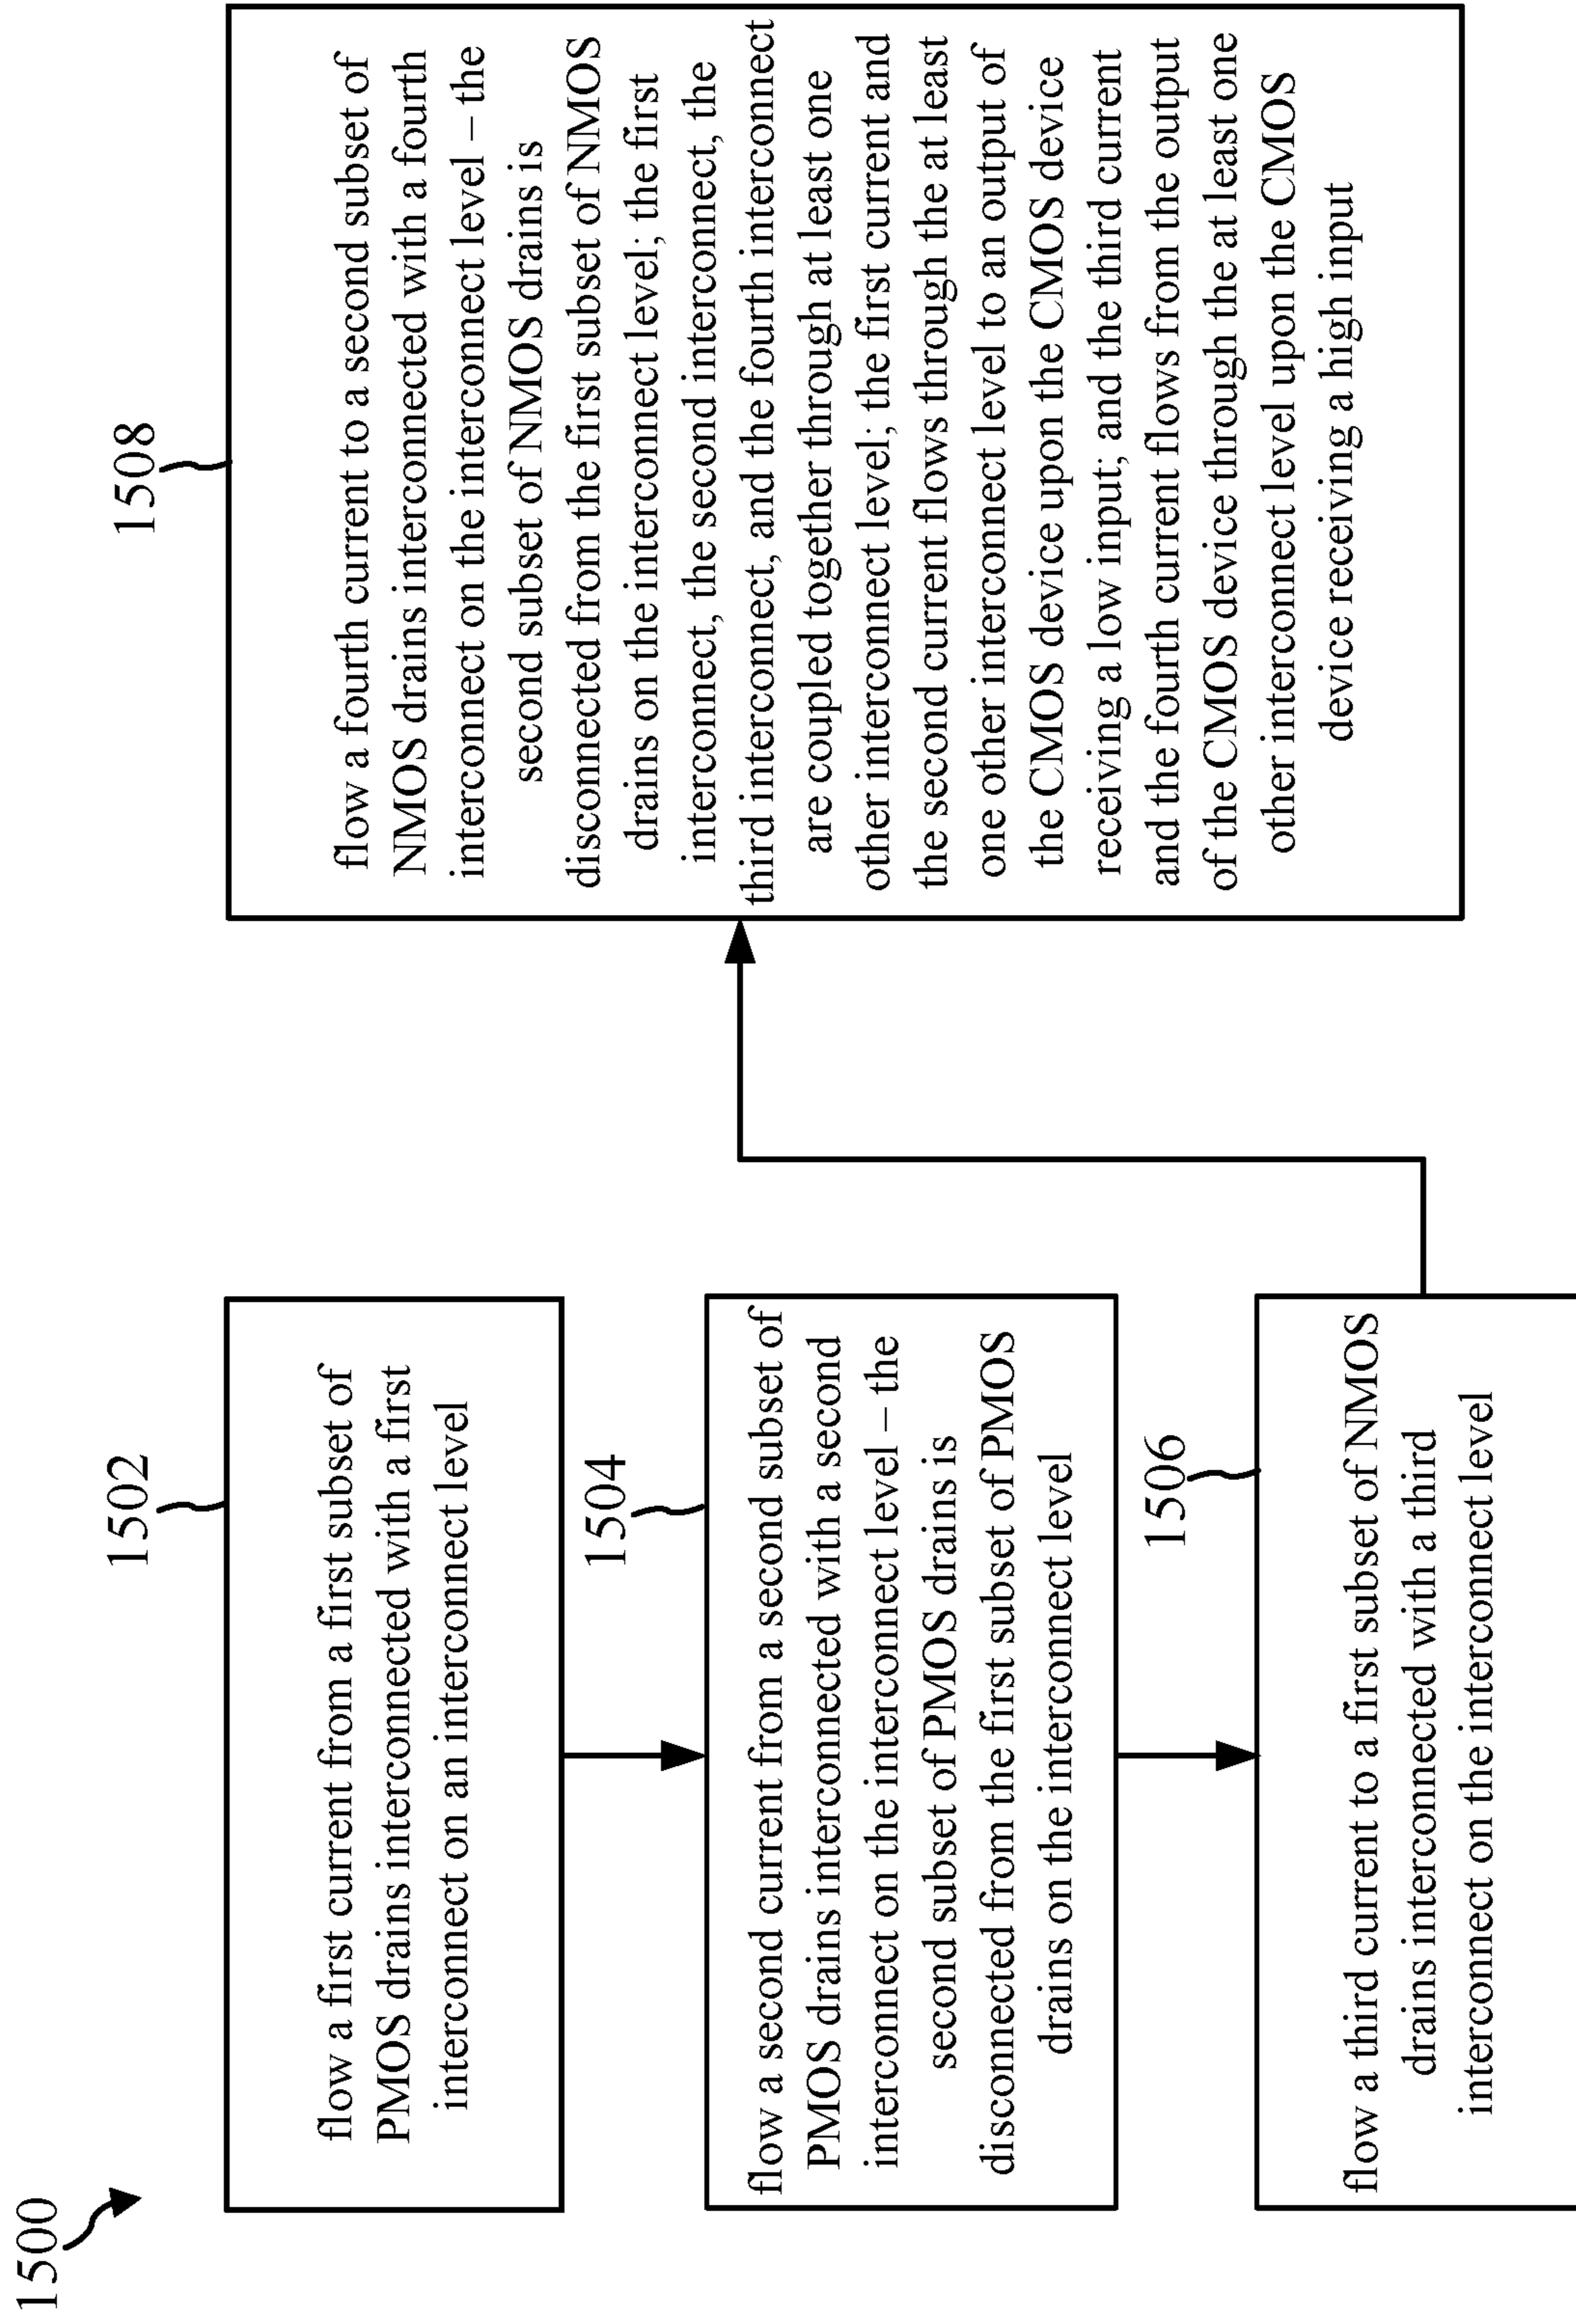 1500
1502
flow a first current from a first subset of
PMOS drains interconnected with a first
interconnect on an interconnect level
1504
flow a second current from a second subset of
PMOS drains interconnected with a second
interconnect on the interconnect level – the
second subset of PMOS drains is
disconnected from the first subset of PMOS
drains on the interconnect level
1506
flow a third current to a first subset of NMOS
drains interconnected with a third
interconnect on the interconnect level
1508
flow a fourth current to a second subset of
NMOS drains interconnected with a fourth
interconnect on the interconnect level – the
second subset of NMOS drains is
disconnected from the first subset of NMOS
drains on the interconnect level; the first
interconnect, the second interconnect, the
third interconnect, and the fourth interconnect
are coupled together through at least one
other interconnect level; the first current and
the second current flows through the at least
one other interconnect level to an output of
the CMOS device upon the CMOS device
receiving a low input; and the third current
and the fourth current flows from the output
of the CMOS device through the at least one
other interconnect level upon the CMOS
device receiving a high input